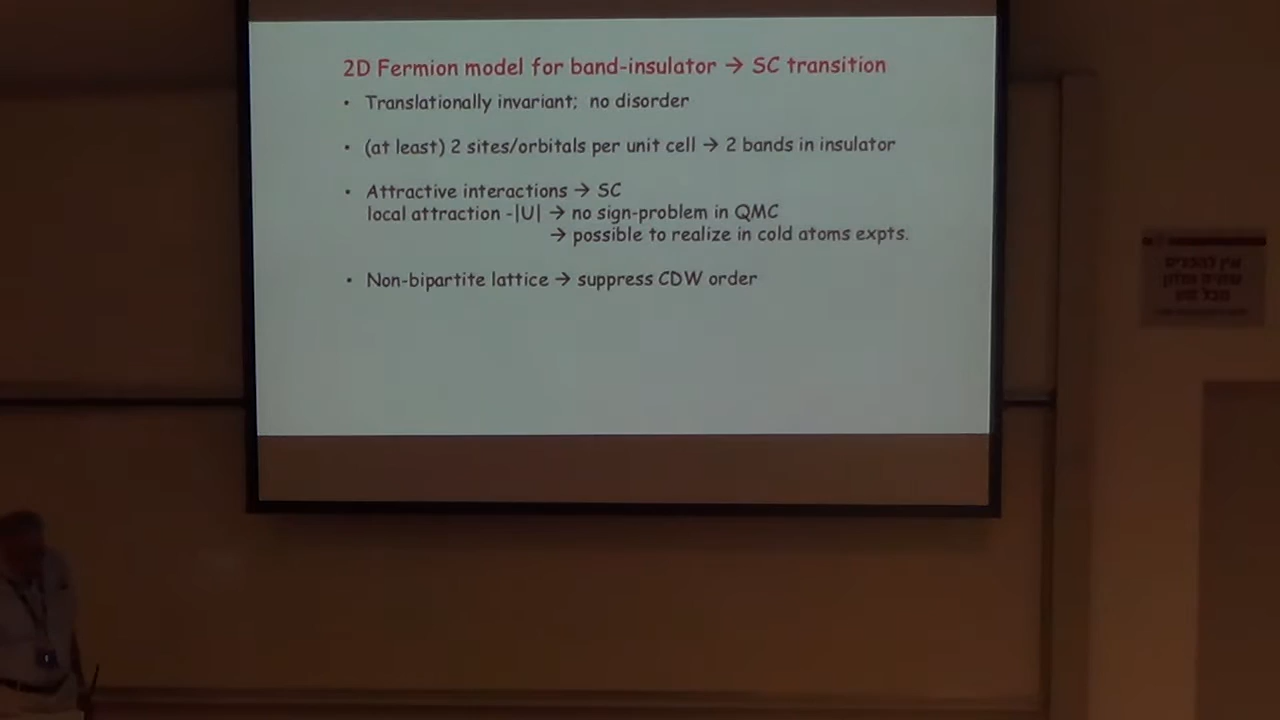 2D Fermion model for band-insulator → SC transition
• Translationally invariant; no disorder
• (at least) 2 sites/orbitals per unit cell → 2 bands in insulator
• Attractive interactions → SC
local attraction -|U| → no sign-problem in QMC
→ possible to realize in cold atoms expts.
• Non-bipartite lattice → suppress CDW order
אין להכניס